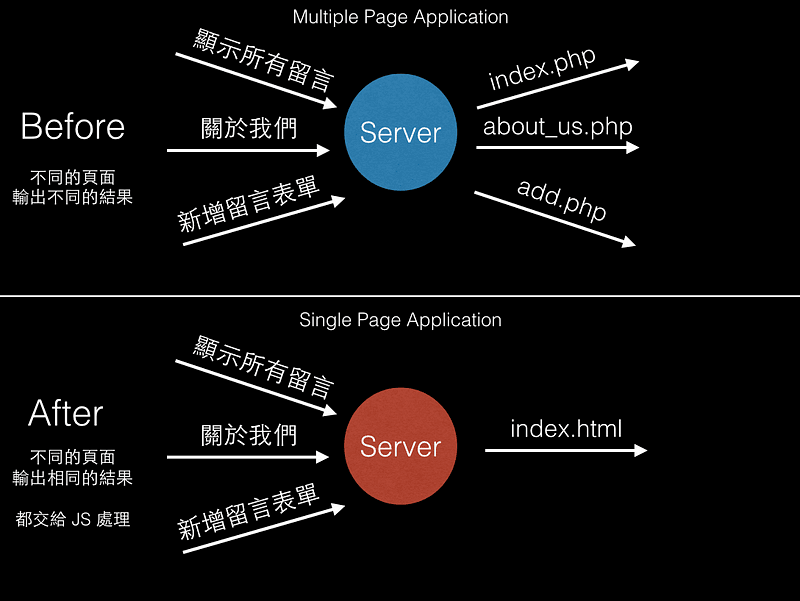 Multiple Page Application
顯示所有留言
index.php
Before
關於我們
Server
about_us.php
不同的頁面
輸出不同的結果
新增留言表單
add.php
Single Page Application
顯示所有留言
After
關於我們
Server
index.html
不同的頁面
輸出相同的結果
新增留言表單
都交給 JS 處理